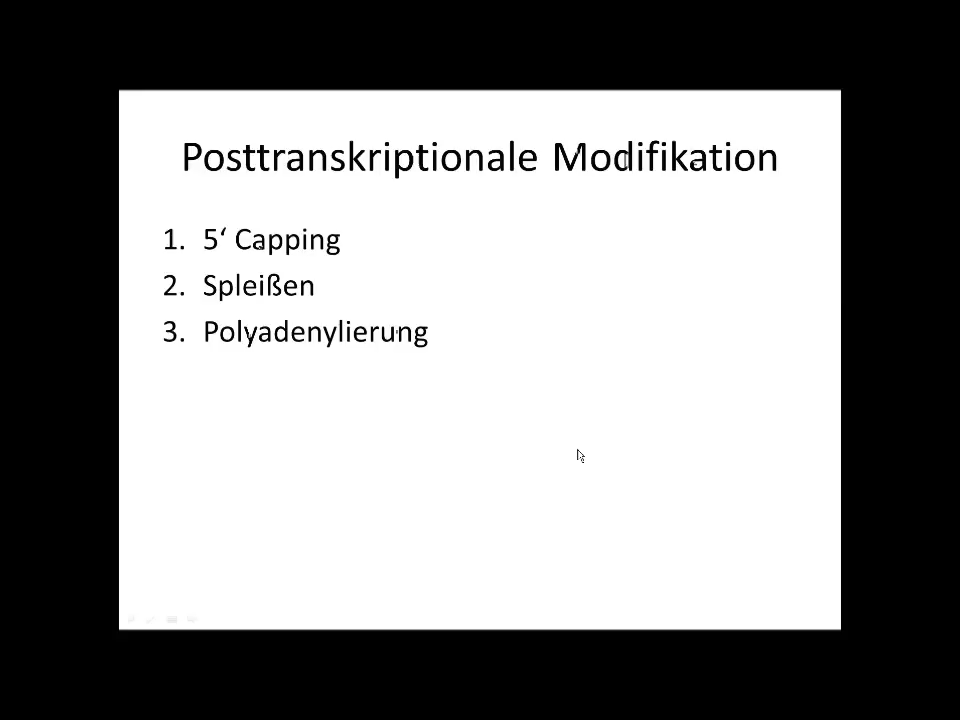 Posttranskriptionale Modifikation
1. 5‘ Capping
2. Spleißen
3. Polyadenylierung